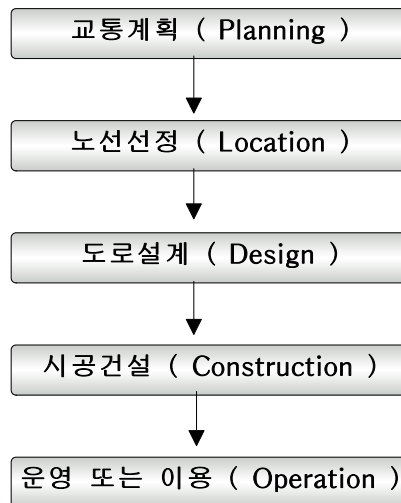 교통계획 ( Planning )
노선선정 ( Location )
도로설계 ( Design )
시공건설 ( Construction )
운영 또는 이용 ( Operation )